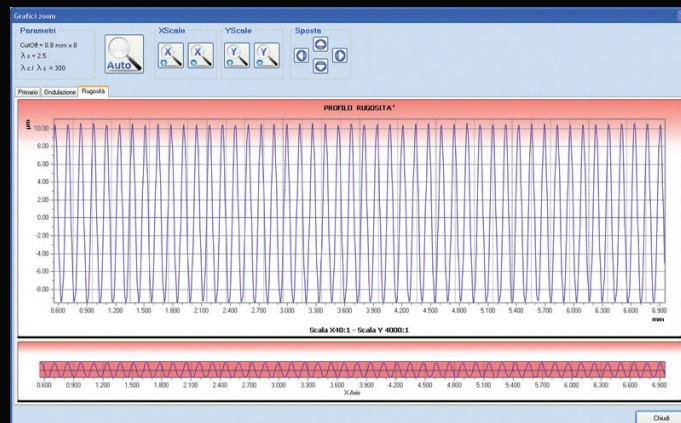 Grafici zoom
Parametri
CutOff = 0.8 mm x 8
λ s = 2.5
λ c / λ s = 300
Auto
XScale
X
X
YScale
Y
Y
Sposta
Primario Ondulazione Rugosità
PROFILO RUGOSITA'
µm
10.00
8.00
6.00
4.00
2.00
0.00
-2.00
-4.00
-6.00
-8.00
0.600 0.900 1.200 1.500 1.800 2.100 2.400 2.700 3.000 3.300 3.600 3.900 4.200 4.500 4.800 5.100 5.400 5.700 6.000 6.300 6.600 6.900
mm
Scala X40:1 - Scala Y 4000:1
0.600 0.900 1.200 1.500 1.800 2.100 2.400 2.700 3.000 3.300 3.600 3.900 4.200 4.500 4.800 5.100 5.400 5.700 6.000 6.300 6.600 6.900
X Axis
Chiudi